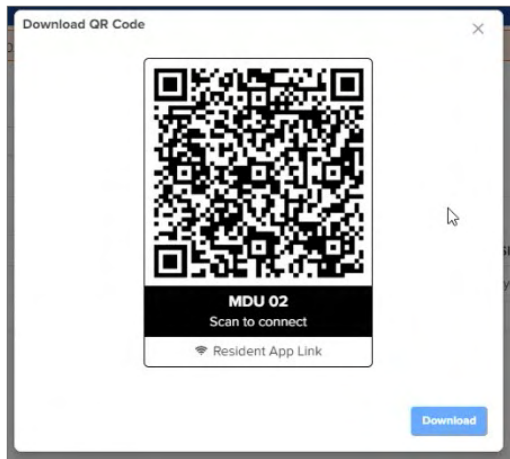 Download QR Code
MDU 02
Scan to connect
Resident App Link
Download